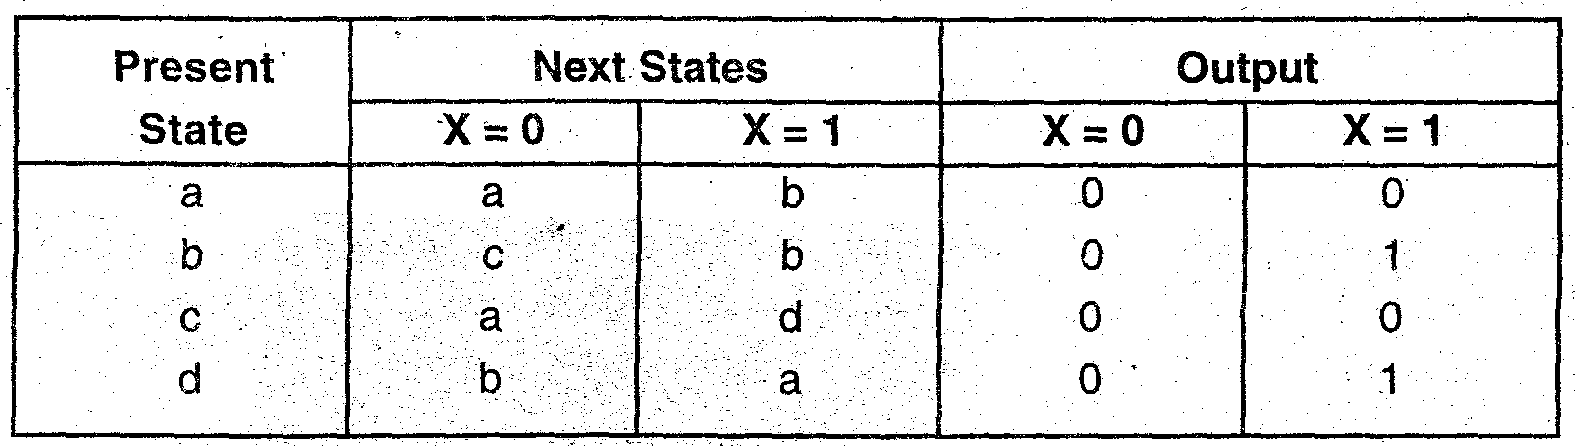 Present State Next States Output
X = 0 X = 1 X = 0 X = 1
a a b 0 0
b c b 0 1
c a d 0 0
d b a 0 1